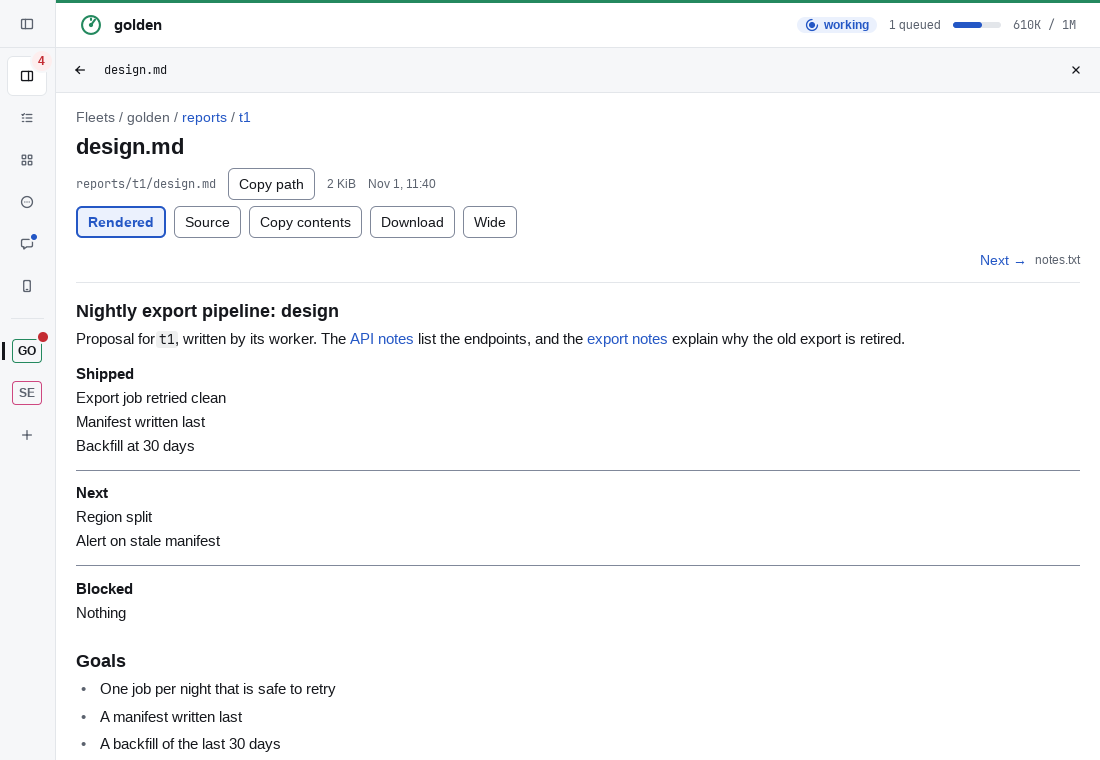 golden
working
1 queued
610K / 1M
4
design.md
Fleets / golden / reports / t1
design.md
reports/t1/design.md
Copy path
2 KiB
Nov 1, 11:40
Rendered
Source
Copy contents
Download
Wide
Next → notes.txt
Nightly export pipeline: design
Proposal for t1, written by its worker. The API notes list the endpoints, and the export notes explain why the old export is retired.
GO
SE
Shipped
Export job retried clean
Manifest written last
Backfill at 30 days
Next
Region split
Alert on stale manifest
Blocked
Nothing
Goals
• One job per night that is safe to retry
• A manifest written last
• A backfill of the last 30 days